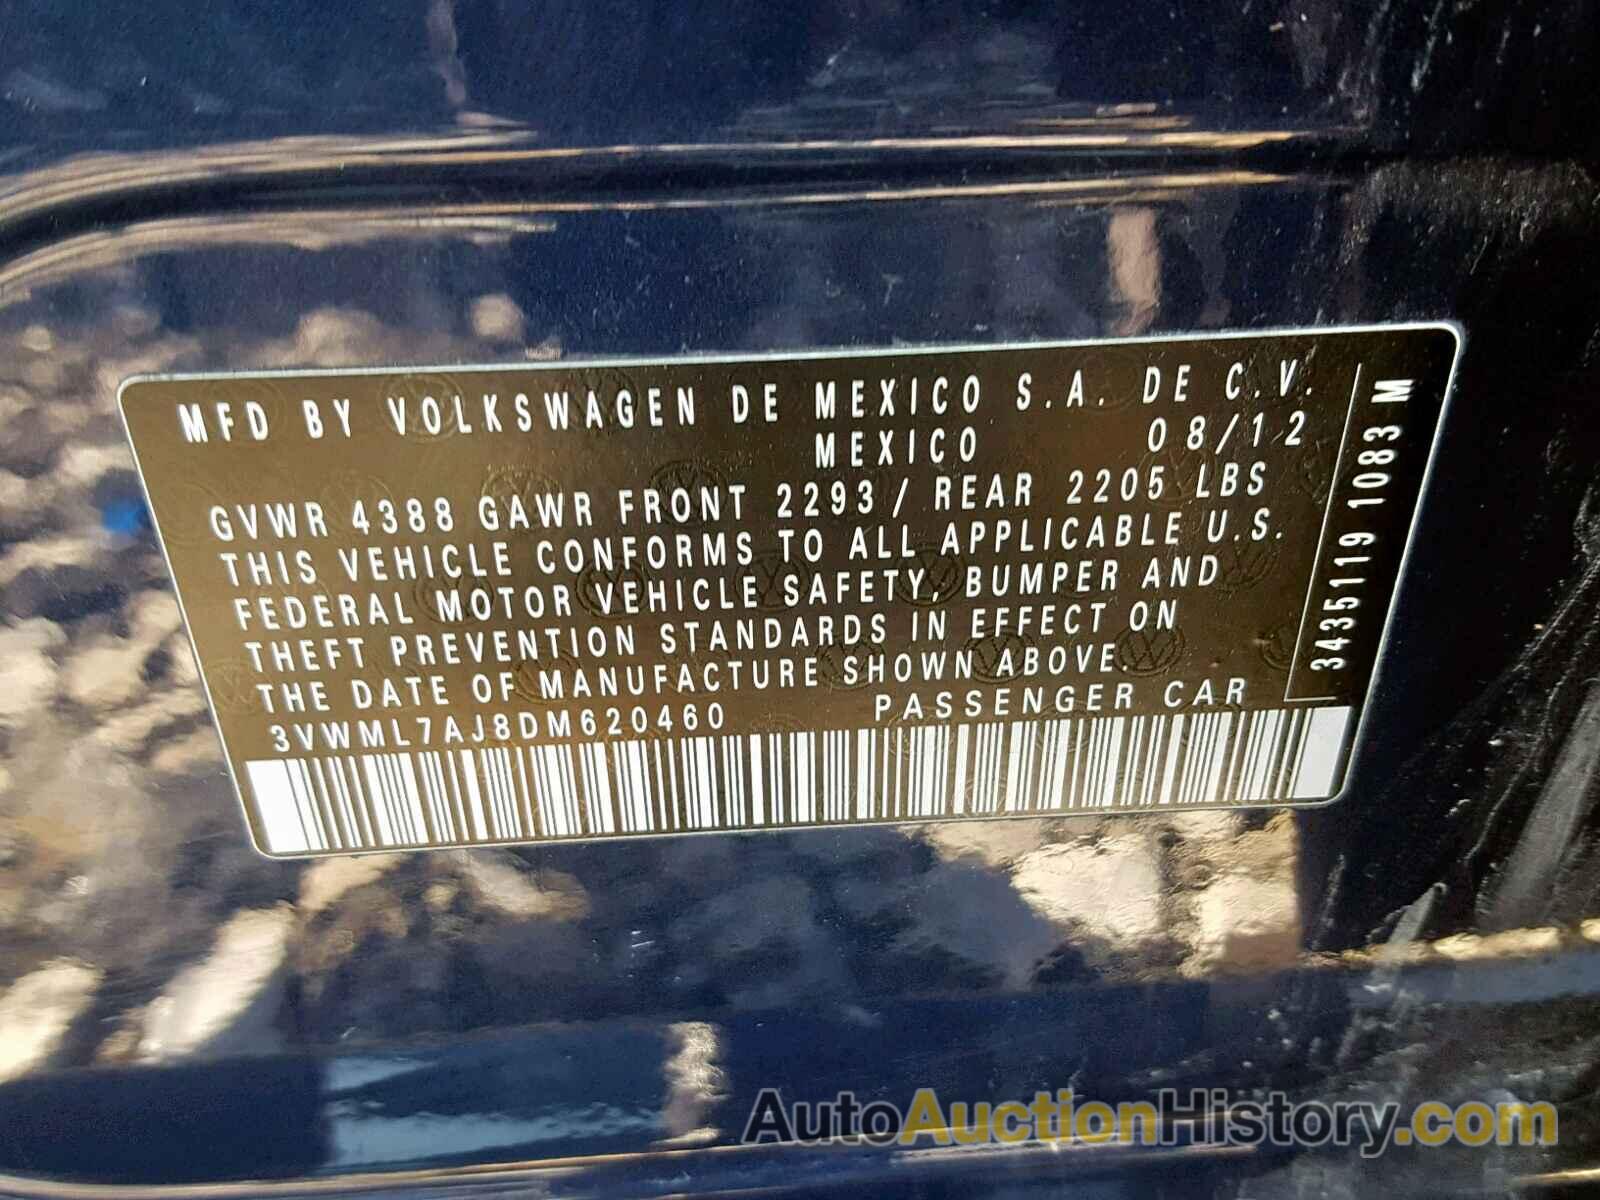 MFD BY VOLKSWAGEN DE MEXICO S.A. DE C.V.
MEXICO 08/12
GVWR 4388 GAWR FRONT 2293 / REAR 2205 LBS
THIS VEHICLE CONFORMS TO ALL APPLICABLE U.S.
FEDERAL MOTOR VEHICLE SAFETY, BUMPER AND
THEFT PREVENTION STANDARDS IN EFFECT ON
THE DATE OF MANUFACTURE SHOWN ABOVE.
3VWML7AJ8DM620460 PASSENGER CAR
3435119 1083 M
AutoAuctionHistory.com